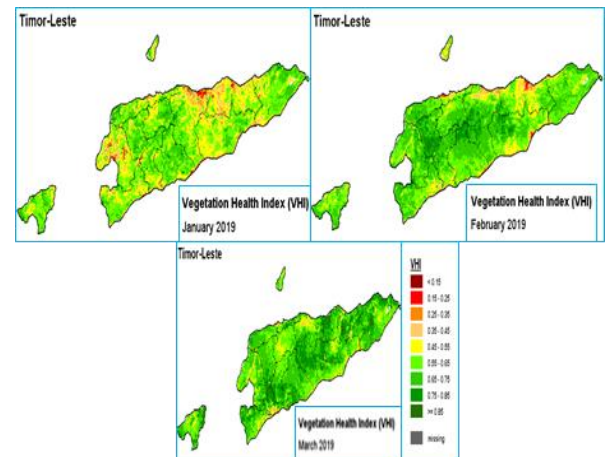 Timor-Leste
Vegetation Health Index (VHI)
January 2019
Timor-Leste
Vegetation Health Index (VHI)
February 2019
Timor-Leste
Vegetation Health Index (VHI)
March 2019
VHI
< 0.15
0.15 - 0.25
0.25 - 0.35
0.35 - 0.45
0.45 - 0.55
0.55 - 0.65
0.65 - 0.75
0.75 - 0.85
>= 0.85
missing